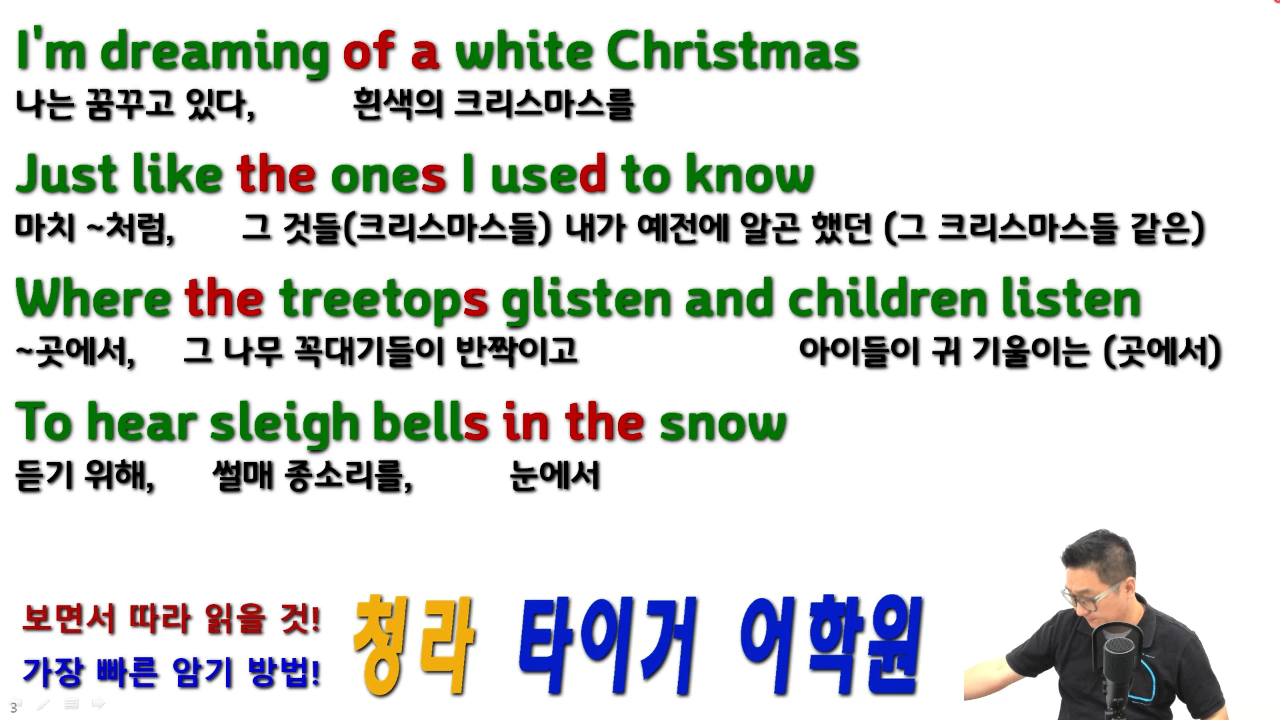 I'm dreaming of a white Christmas
나는 꿈꾸고 있다, 흰색의 크리스마스를
Just like the ones I used to know
마치 ~처럼, 그 것들(크리스마스들) 내가 예전에 알곤 했던 (그 크리스마스들 같은)
Where the treetops glisten and children listen
~곳에서, 그 나무 꼭대기들이 반짝이고 아이들이 귀 기울이는 (곳에서)
To hear sleigh bells in the snow
듣기 위해, 썰매 종소리를, 눈에서
보면서 따라 읽을 것!
가장 빠른 암기 방법!
청라 타이거 어학원
3